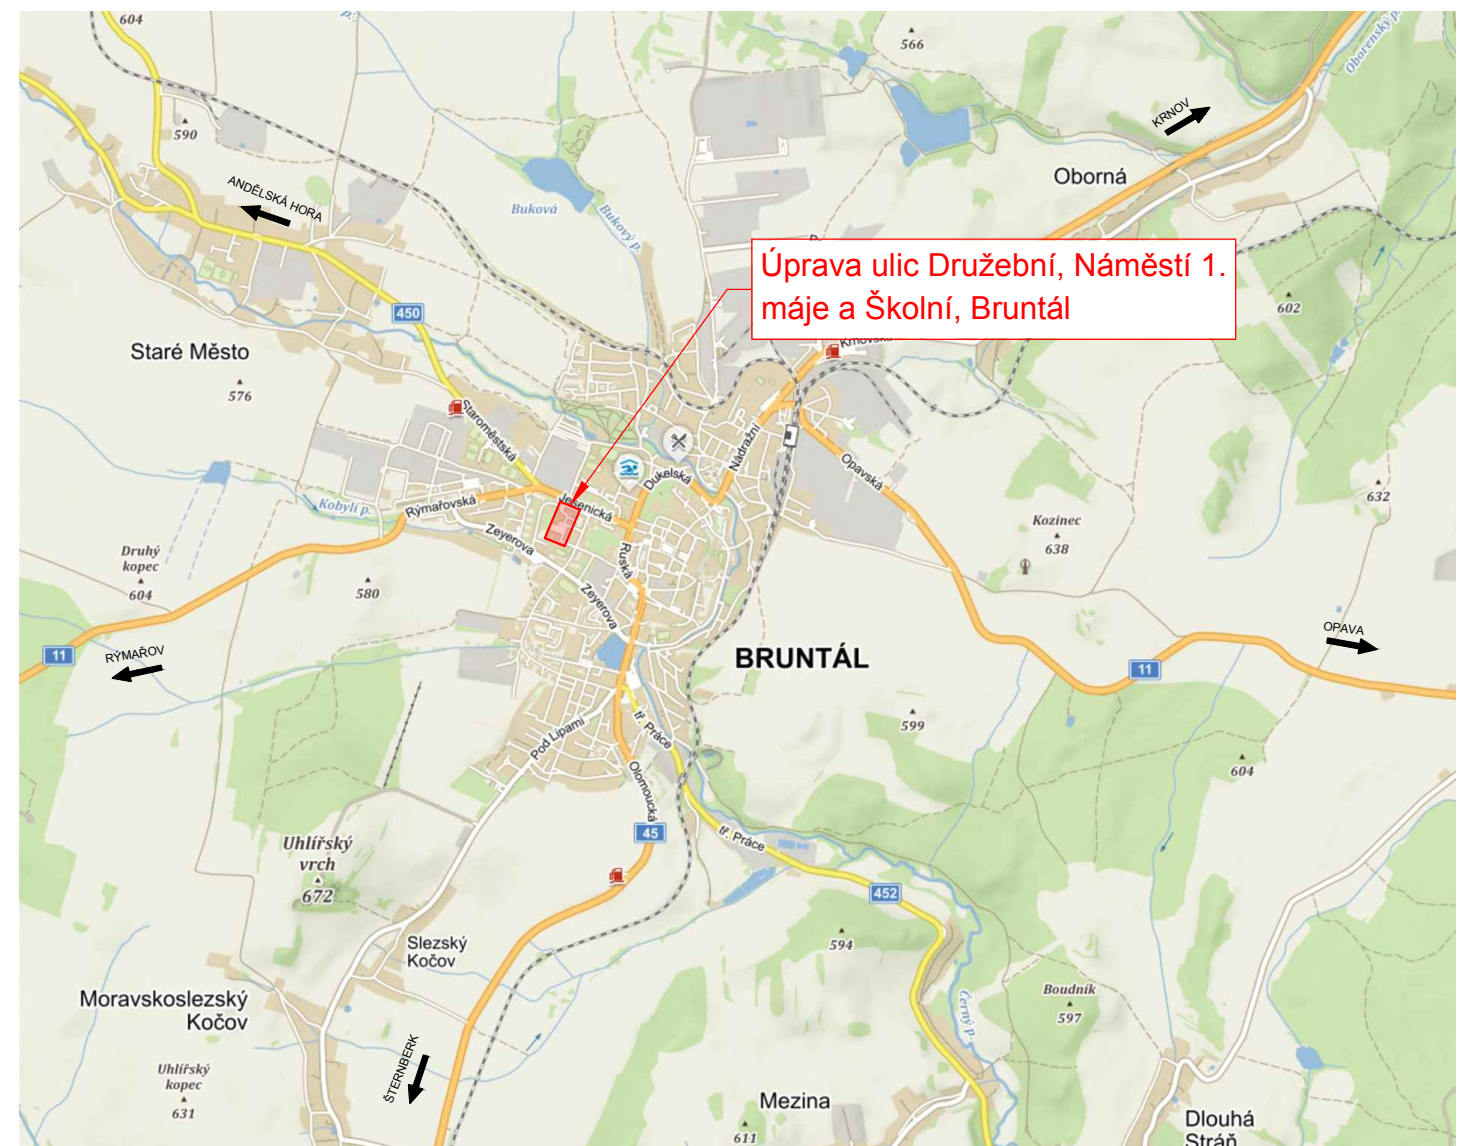 604
566
Oborenský p.
KRNOV
590
Oborná
ANDĚLSKÁ HORA
Buková
Bukový p.
Úprava ulic Družební, Náměstí 1.
máje a Školní, Bruntál
602
450
Staré Město
Krnovská
576
Staroměstská
Nádražní
Opavská
Dukelská
632
Kobylí p.
Rýmařovská
Jesenická
Kozinec
638
Zeyerova
Druhý
kopec
604
Ruská
580
Zeyerova
OPAVA
11
RÝMAŘOV
BRUNTÁL
11
599
Pod Lipami
tř. Práce
604
Olomoucká
45
tř. Práce
Uhlířský
vrch
672
452
Slezský
Kočov
594
Moravskoslezský
Kočov
Boudník
597
Černý p.
ŠTERNBERK
Uhlířský
kopec
631
Mezina
611
Dlouhá
Stráň